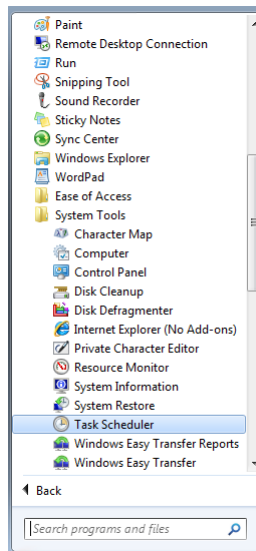 Paint
Remote Desktop Connection
Run
Snipping Tool
Sound Recorder
Sticky Notes
Sync Center
Windows Explorer
WordPad
Ease of Access
System Tools
Character Map
Computer
Control Panel
Disk Cleanup
Disk Defragmenter
Internet Explorer (No Add-ons)
Private Character Editor
Resource Monitor
System Information
System Restore
Task Scheduler
Windows Easy Transfer Reports
Windows Easy Transfer
Back
Search programs and files